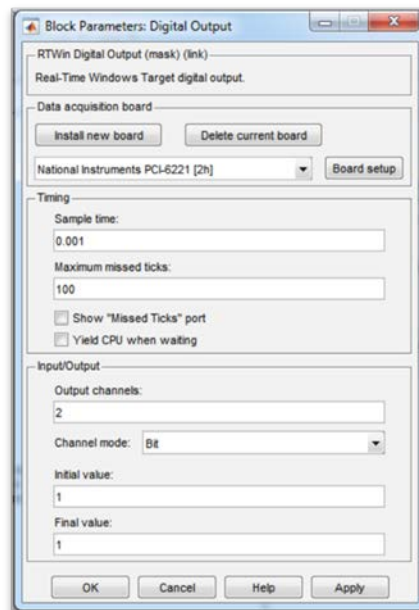 Block Parameters: Digital Output
RTWin Digital Output (mask) (link)
Real-Time Windows Target digital output.
Data acquisition board
Install new board Delete current board
National Instruments PCI-6221 [2h] Board setup
Timing
Sample time:
0.001
Maximum missed ticks:
100
Show "Missed Ticks" port
Yield CPU when waiting
Input/Output
Output channels:
2
Channel mode: Bit
Initial value:
1
Final value:
1
OK Cancel Help Apply